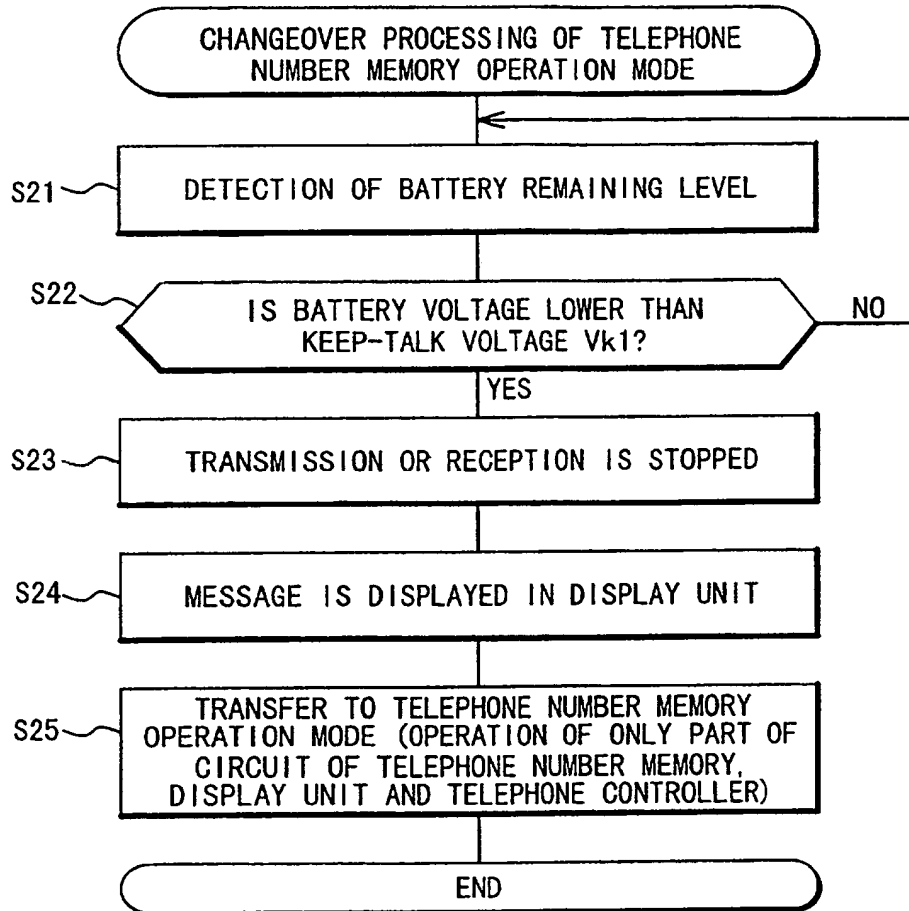 CHANGEOVER PROCESSING OF TELEPHONE
NUMBER MEMORY OPERATION MODE
S21
DETECTION OF BATTERY REMAINING LEVEL
S22
IS BATTERY VOLTAGE LOWER THAN
KEEP-TALK VOLTAGE Vk1?
NO
YES
S23
TRANSMISSION OR RECEPTION IS STOPPED
S24
MESSAGE IS DISPLAYED IN DISPLAY UNIT
S25
TRANSFER TO TELEPHONE NUMBER MEMORY
OPERATION MODE (OPERATION OF ONLY PART OF
CIRCUIT OF TELEPHONE NUMBER MEMORY,
DISPLAY UNIT AND TELEPHONE CONTROLLER)
END